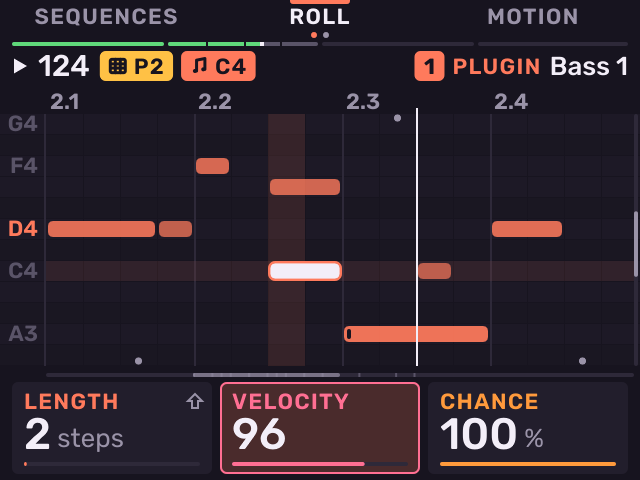 SEQUENCES ROLL MOTION
124 P2 C4 1 PLUGIN Bass 1
2.1 2.2 2.3 2.4
G4
F4
D4
C4
A3
LENGTH VELOCITY CHANCE
2 steps 96 100 %